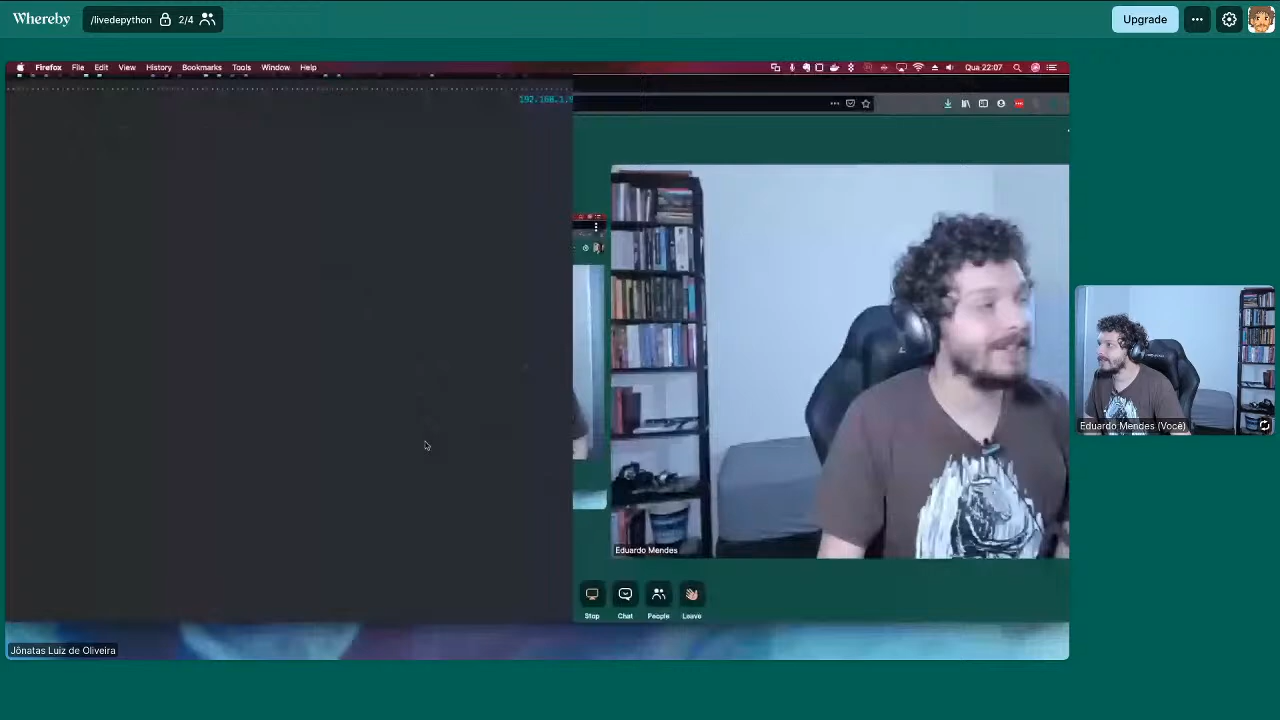 Whereby
/livedepython
2/4
Upgrade
Firefox File Edit View History Bookmarks Tools Window Help
Qua 22:07
Eduardo Mendes
Stop Chat People Leave
Eduardo Mendes (Você)
Jônatas Luiz de Oliveira